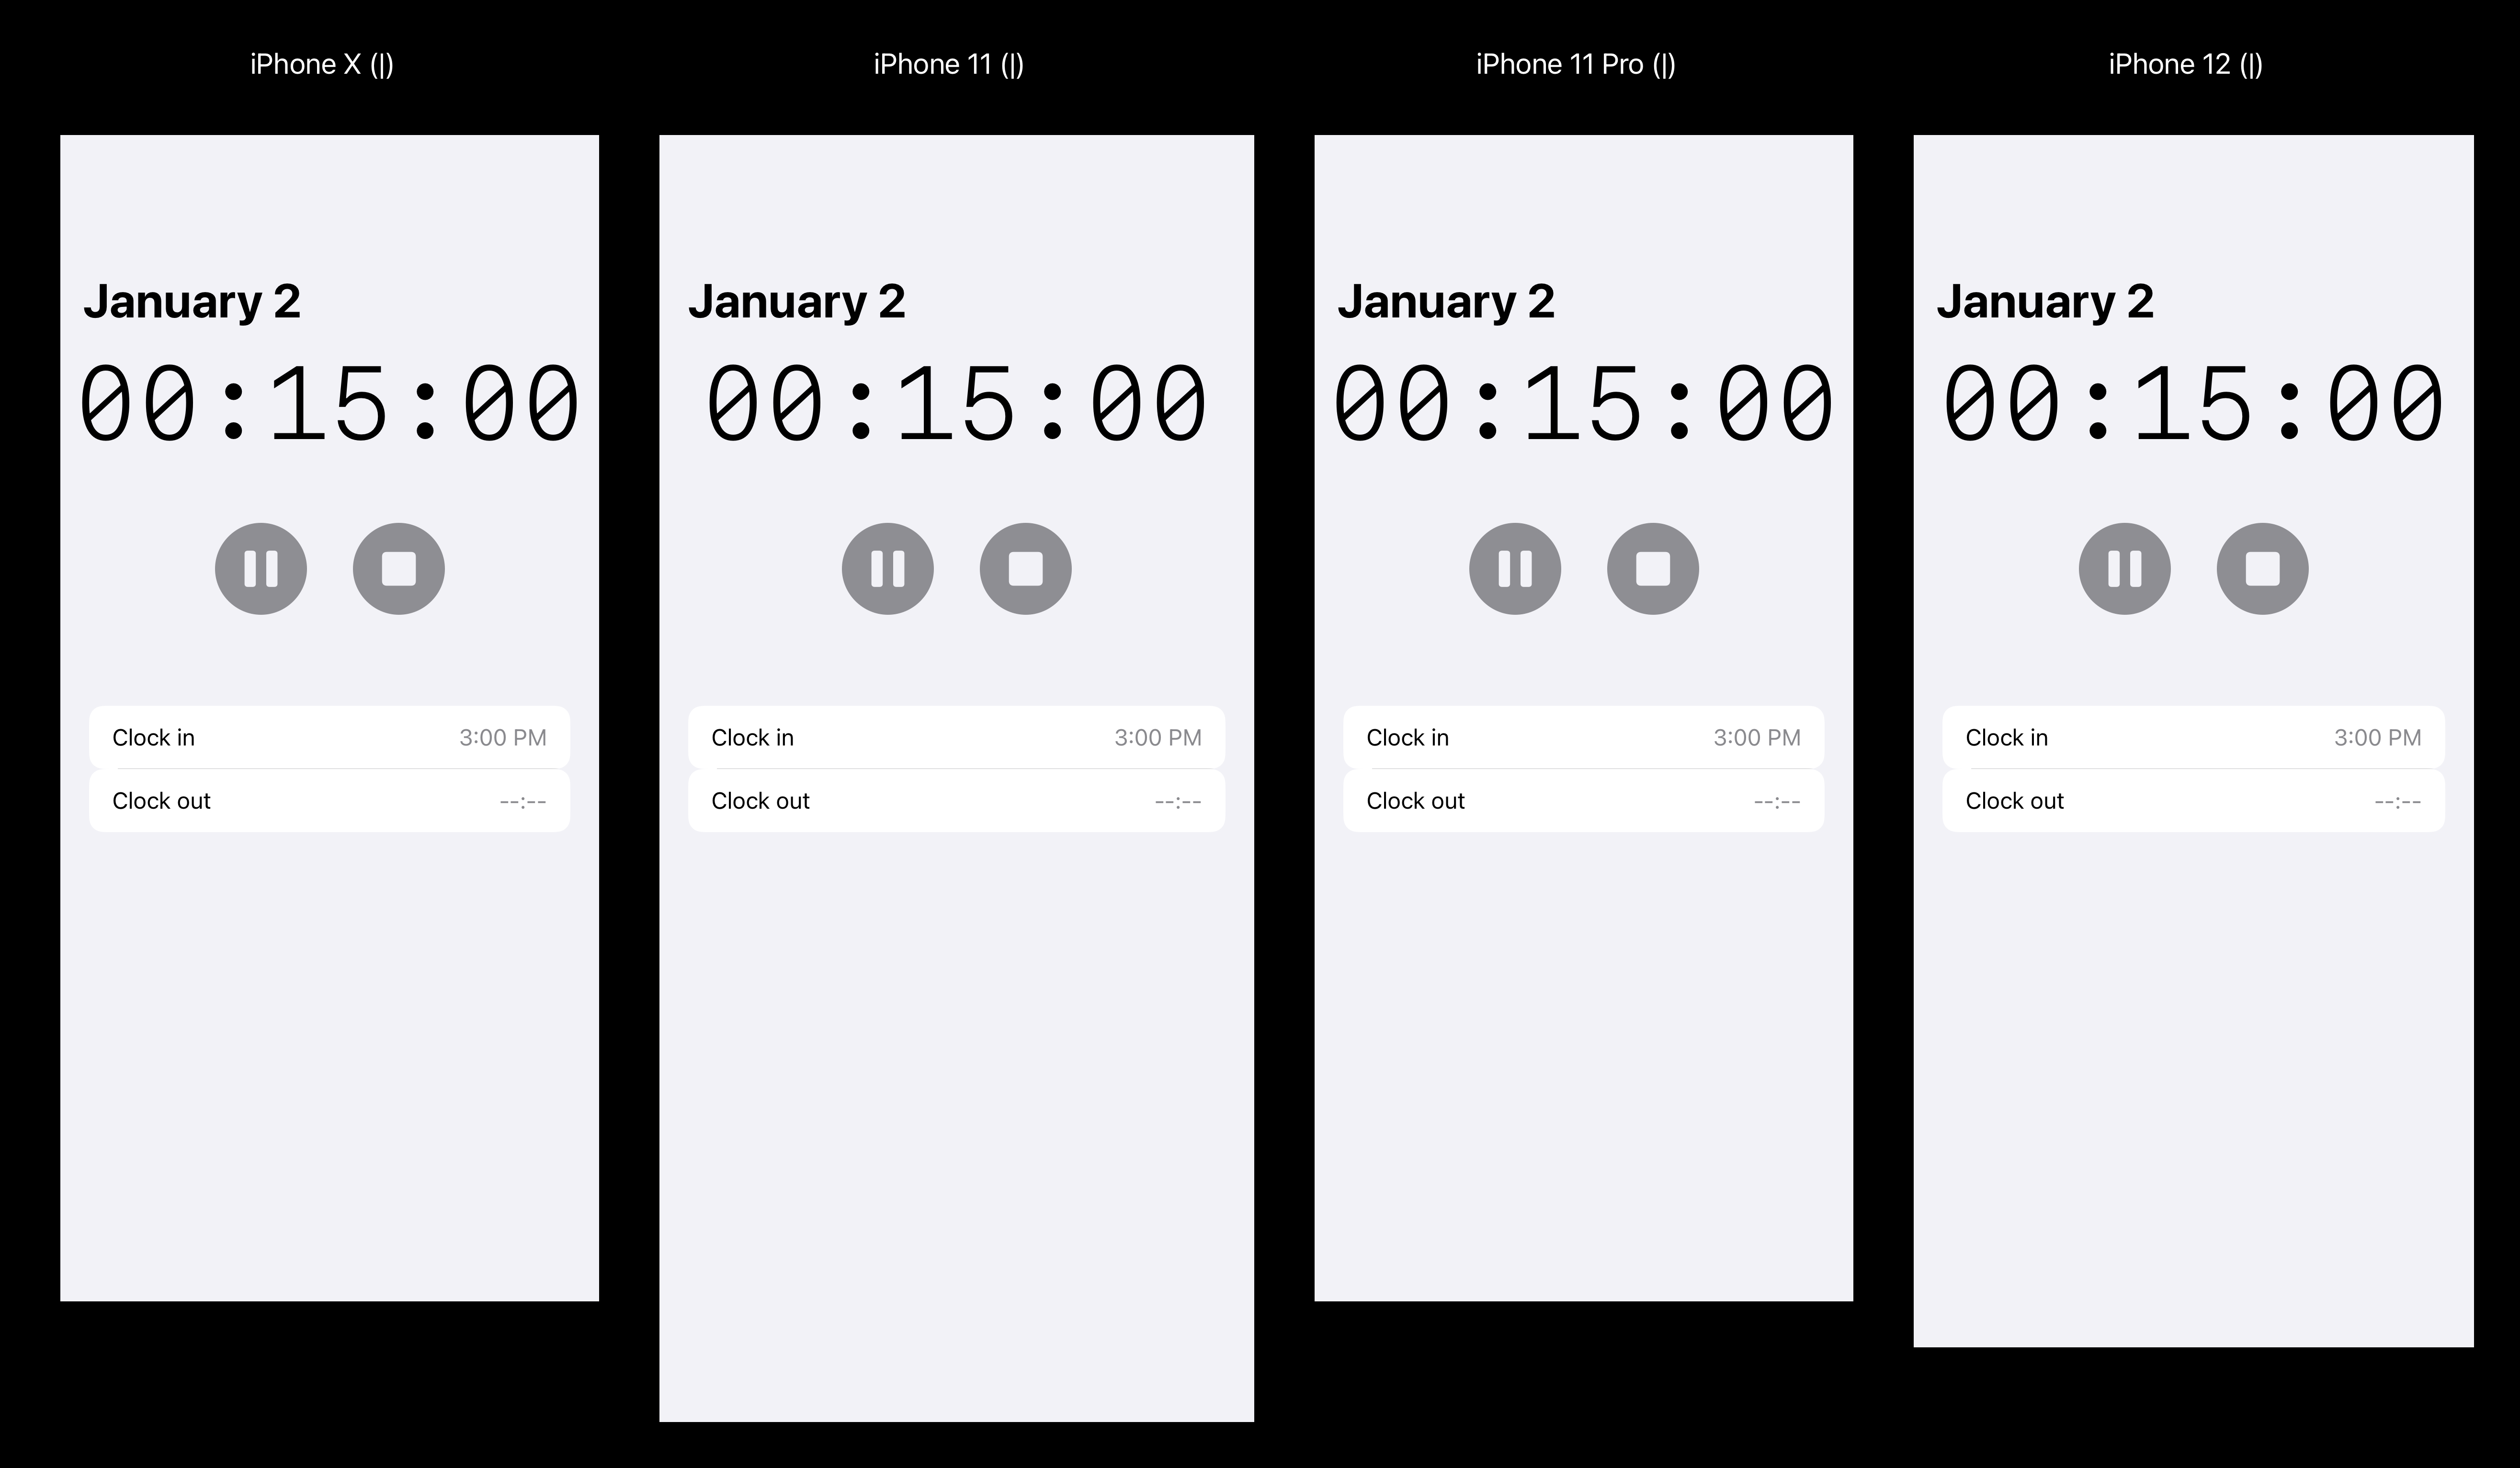 iPhone X (|)
January 2
00:15:00
Clock in 3:00 PM
Clock out --:--
iPhone 11 (|)
January 2
00:15:00
Clock in 3:00 PM
Clock out --:--
iPhone 11 Pro (|)
January 2
00:15:00
Clock in 3:00 PM
Clock out --:--
iPhone 12 (|)
January 2
00:15:00
Clock in 3:00 PM
Clock out --:--